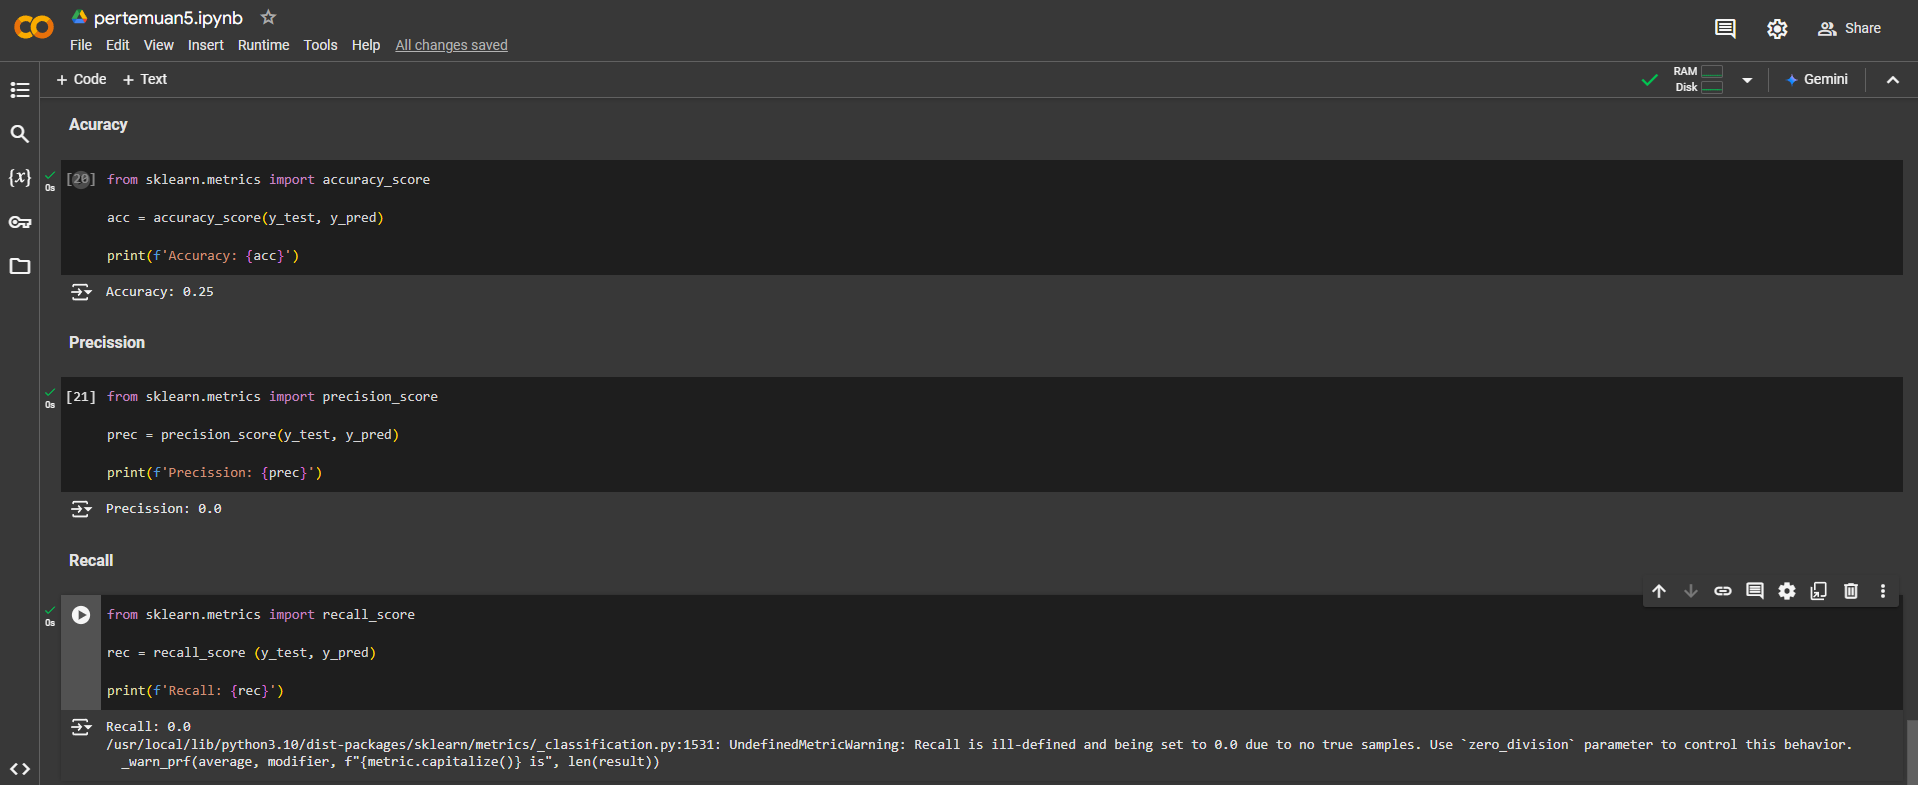 pertemuan5.ipynb
File Edit View Insert Runtime Tools Help All changes saved
Share
+ Code + Text
RAM
Disk
Gemini
Acuracy
{x}
0s
[20] from sklearn.metrics import accuracy_score
acc = accuracy_score(y_test, y_pred)
print(f'Accuracy: {acc}')
Accuracy: 0.25
Precission
0s
[21] from sklearn.metrics import precision_score
prec = precision_score(y_test, y_pred)
print(f'Precission: {prec}')
Precission: 0.0
Recall
0s
from sklearn.metrics import recall_score
rec = recall_score (y_test, y_pred)
print(f'Recall: {rec}')
Recall: 0.0
/usr/local/lib/python3.10/dist-packages/sklearn/metrics/_classification.py:1531: UndefinedMetricWarning: Recall is ill-defined and being set to 0.0 due to no true samples. Use `zero_division` parameter to control this behavior.
_warn_prf(average, modifier, f"{metric.capitalize()} is", len(result))